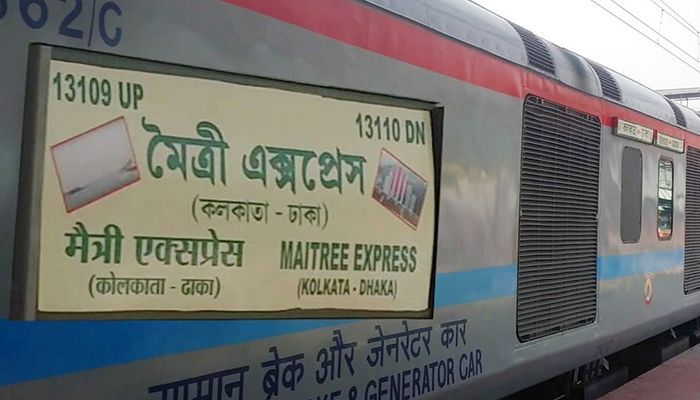 662/C
13109 UP
13110 DN
মৈত্রী এক্সপ্রেস
(কলকাতা - ঢাকা)
मैत्री एक्सप्रेस
(कोलकाता - ढाका)
MAITREE EXPRESS
(KOLKATA - DHAKA)
सामान ब्रेक और जेनरेटर कार
& GENERATOR CAR